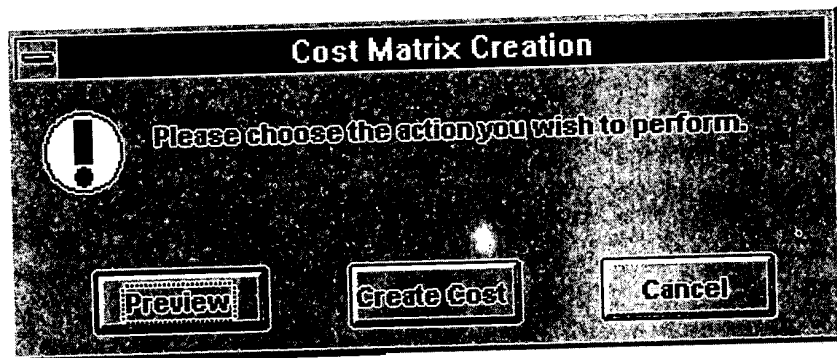 Cost Matrix Creation
Please choose the action you wish to perform.
Preview
Create Cost
Cancel